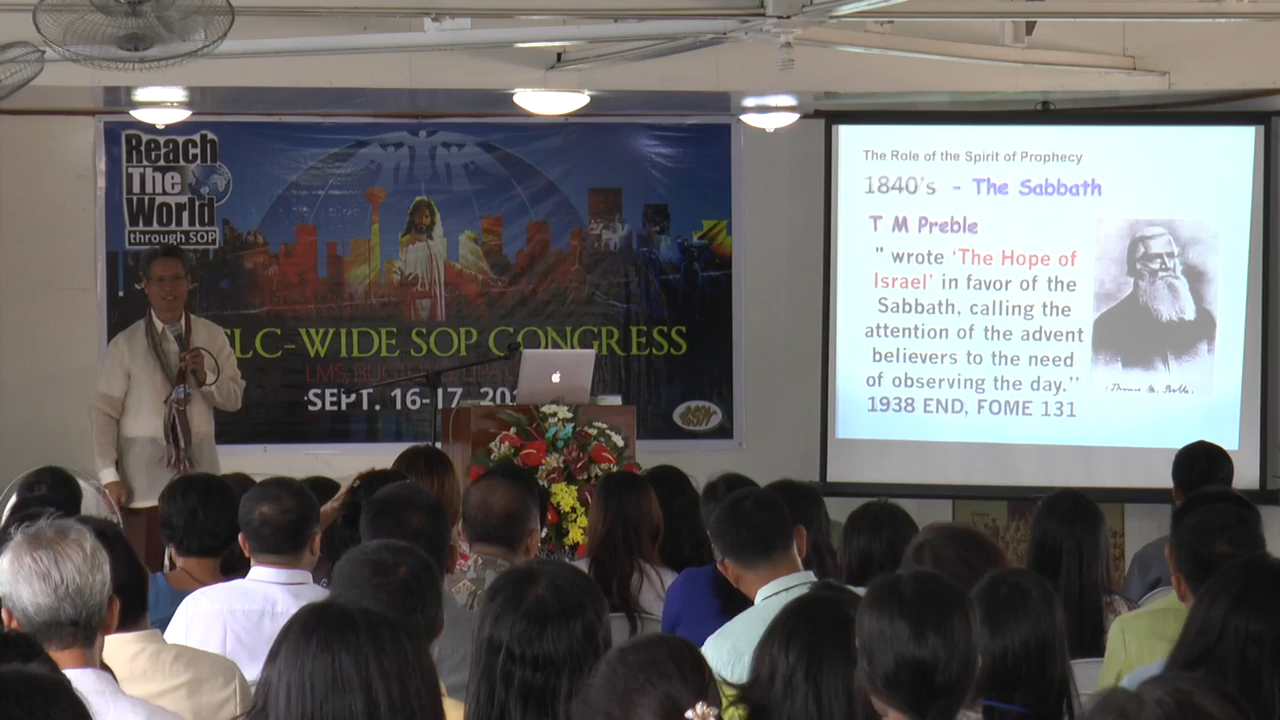 Reach
The
World
through SOP
CLC-WIDE SOP CONGRESS
LMS,
SEPT. 16-17, 20
The Role of the Spirit of Prophecy
1840's - The Sabbath
T M Preble
" wrote 'The Hope of
Israel' in favor of the
Sabbath, calling the
attention of the advent
believers to the need
of observing the day.''
1938 END, FOME 131